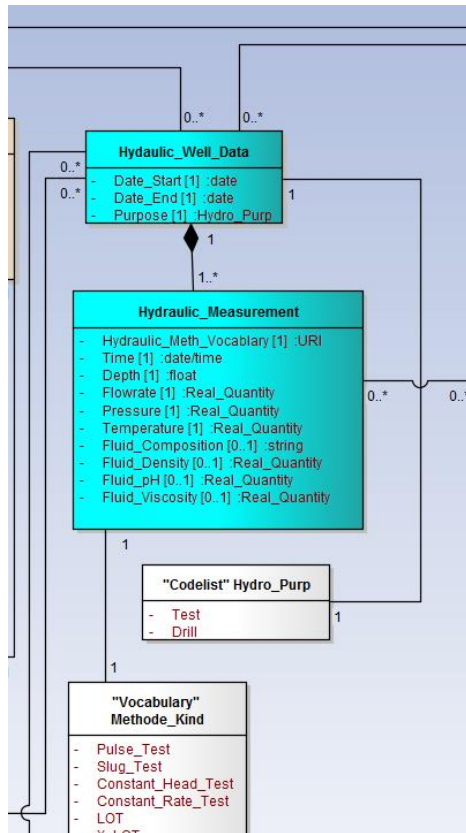 0..*
0..*
Hydaulic_Well_Data
0..*
0..*
- Date_Start [1] :date
- Date_End [1] :date
- Purpose [1] :Hydro_Purp
1
1
1..*
Hydraulic_Measurement
- Hydraulic_Meth_Vocablary [1] :URI
- Time [1] :date/time
- Depth [1] :float
- Flowrate [1] :Real_Quantity
- Pressure [1] :Real_Quantity
- Temperature [1] :Real_Quantity
- Fluid_Composition [0..1] :string
- Fluid_Density [0..1] :Real_Quantity
- Fluid_pH [0..1] :Real_Quantity
- Fluid_Viscosity [0..1] :Real_Quantity
0..*
0..*
1
"Codelist" Hydro_Purp
- Test
- Drill
1
1
"Vocabulary"
Methode_Kind
- Pulse_Test
- Slug_Test
- Constant_Head_Test
- Constant_Rate_Test
- LOT